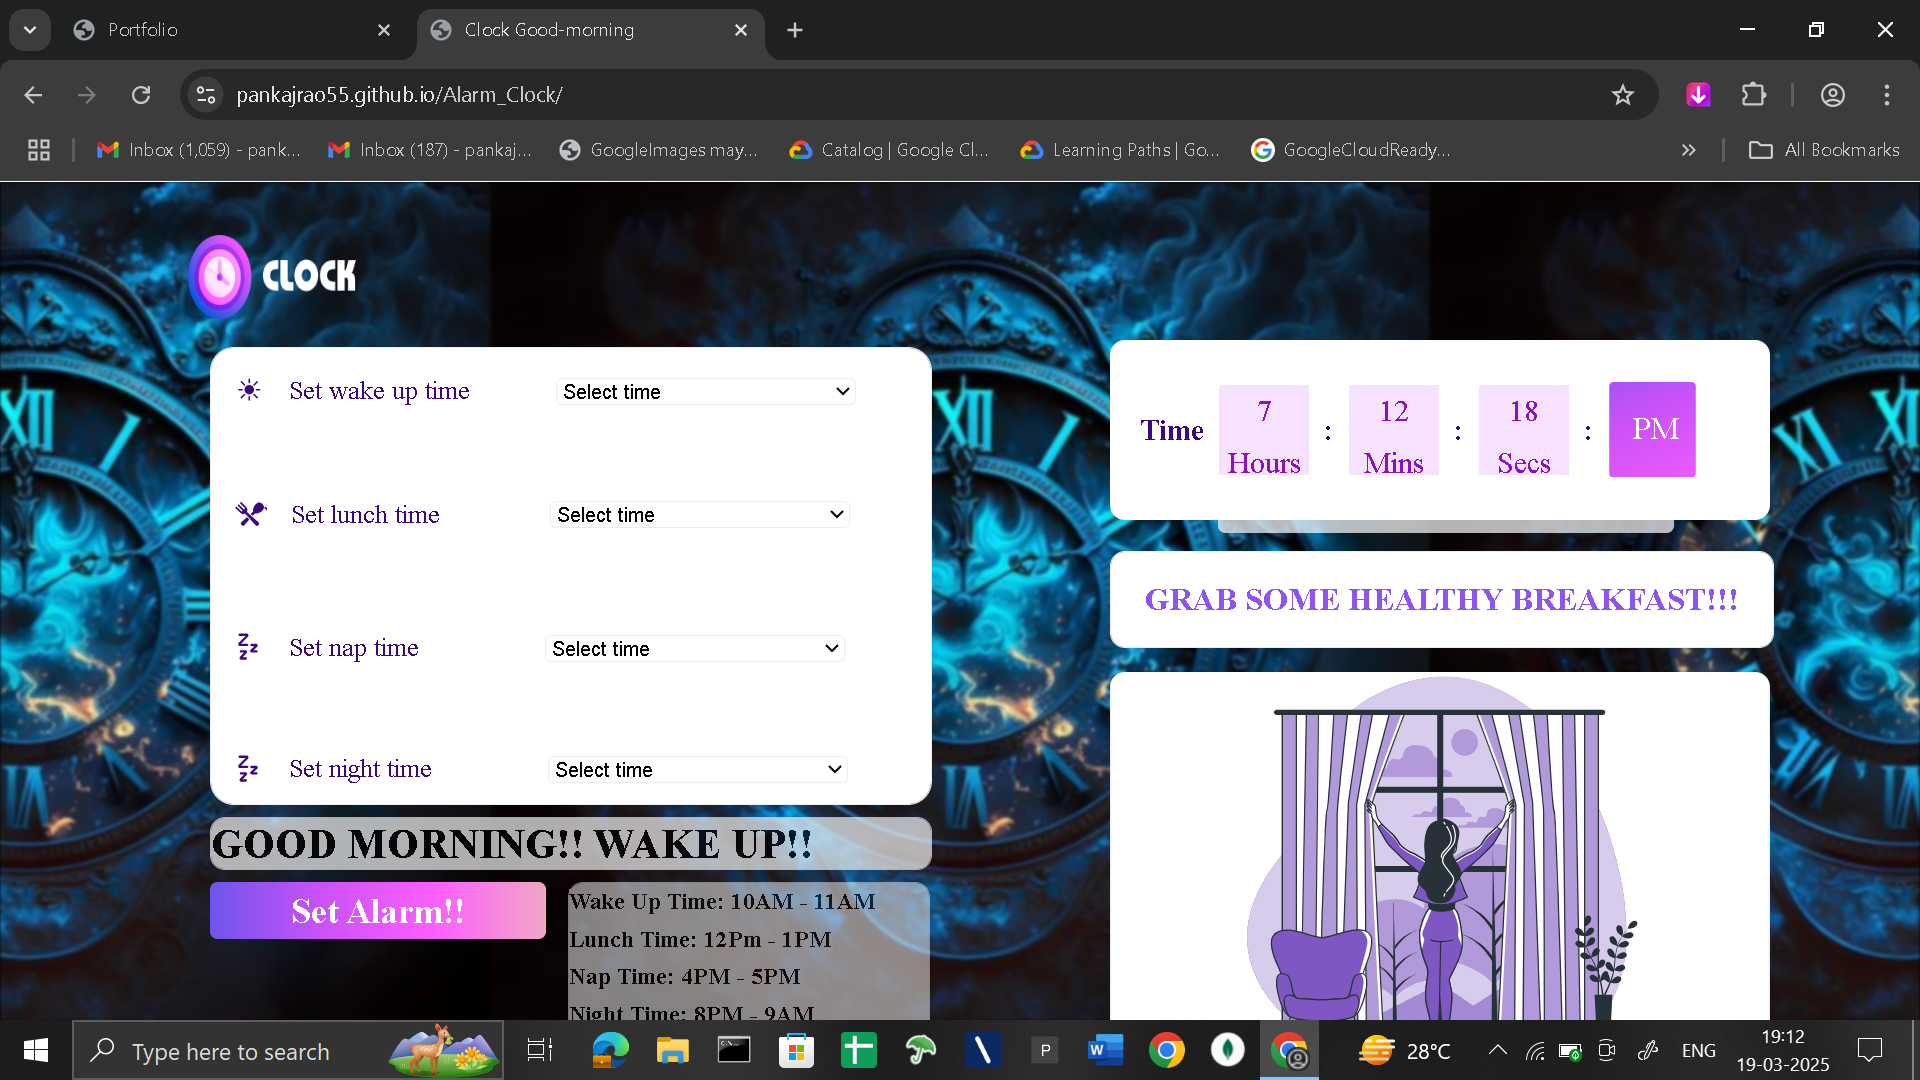 Portfolio
Clock Good-morning
pankajrao55.github.io/Alarm_Clock/
Inbox (1,059) - pank...
Inbox (187) - pankaj...
GoogleImages may...
Catalog | Google Cl...
Learning Paths | Go...
GoogleCloudReady...
All Bookmarks
CLOCK
Set wake up time
Select time
Set lunch time
Select time
Set nap time
Select time
Set night time
Select time
GOOD MORNING!! WAKE UP!!
Set Alarm!!
Wake Up Time: 10AM - 11AM
Lunch Time: 12Pm - 1PM
Nap Time: 4PM - 5PM
Night Time: 8PM - 9AM
Time
7
Hours
:
12
Mins
:
18
Secs
:
PM
GRAB SOME HEALTHY BREAKFAST!!!
XII
I
XII
I
XII
Type here to search
P
W
28°C
ENG
19:12
19-03-2025